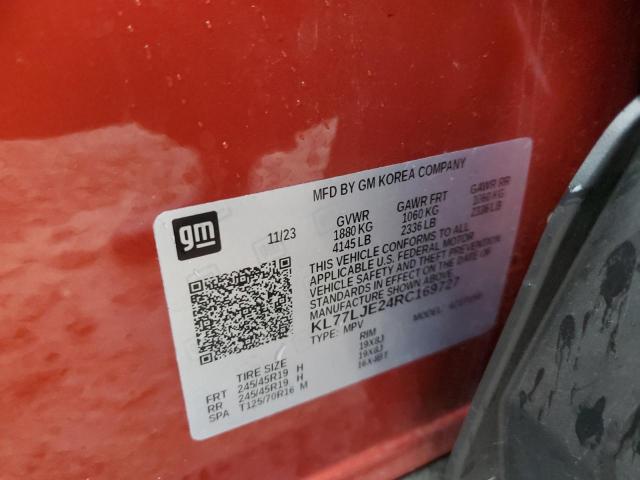 MFD BY GM KOREA COMPANY
gm
11/23
GVWR GAWR FRT GAWR RR
1880 KG 1060 KG 1060 KG
4145 LB 2336 LB 2336 LB
THIS VEHICLE CONFORMS TO ALL
APPLICABLE U.S. FEDERAL MOTOR
VEHICLE SAFETY AND THEFT PREVENTION
STANDARDS IN EFFECT ON THE DATE OF
MANUFACTURE SHOWN ABOVE.
KL77LJE24RC169727
TYPE: MPV MODEL:
TIRE SIZE RIM
FRT 245/45R19 H 19X8J
RR 245/45R19 H 19X8J
SPA T125/70R16 M 16X4BT